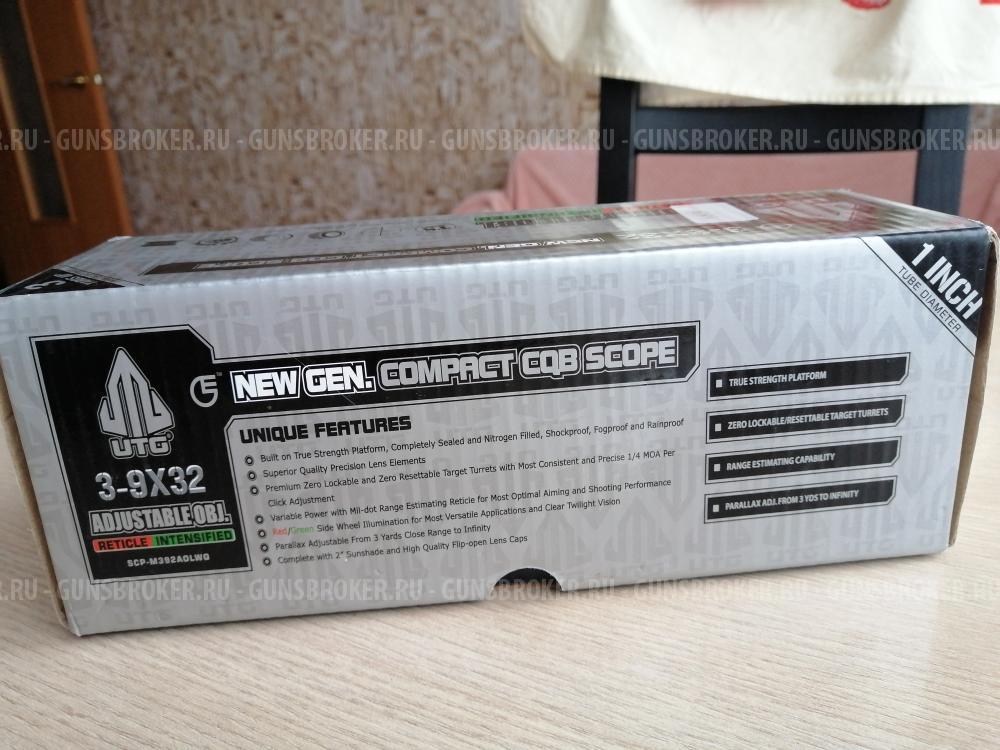 GUNSBROKER.RU - GUNSBROKER.RU - GUNSBROKER.RU - GUNSBROKER.RU - GUNSBROKER.RU
1 INCH
TUBE DIAMETER
UTG
3-9X32
ADJUSTABLE OBJ.
RETICLE INTENSIFIED
SCP-M392AOLWQ
NEW GEN. COMPACT CQB SCOPE
UNIQUE FEATURES
Built on True Strength Platform, Completely Sealed and Nitrogen Filled, Shockproof, Fogproof and Rainproof
Superior Quality Precision Lens Elements
Premium Zero Lockable and Zero Resettable Target Turrets with Most Consistent and Precise 1/4 MOA Per
Click Adjustment
Variable Power with Mil-dot Range Estimating Reticle for Most Optimal Aiming and Shooting Performance
Red/Green Side Wheel Illumination for Most Versatile Applications and Clear Twilight Vision
Parallax Adjustable From 3 Yards Close Range to Infinity
Complete with 2" Sunshade and High Quality Flip-open Lens Caps
TRUE STRENGTH PLATFORM
ZERO LOCKABLE/RESETTABLE TARGET TURRETS
RANGE ESTIMATING CAPABILITY
PARALLAX ADJ. FROM 3 YDS TO INFINITY
GUNSBROKER.RU - GUNSBROKER.RU - GUNSBROKER.RU - GUNSBROKER.RU - GUNSBROKER.RU